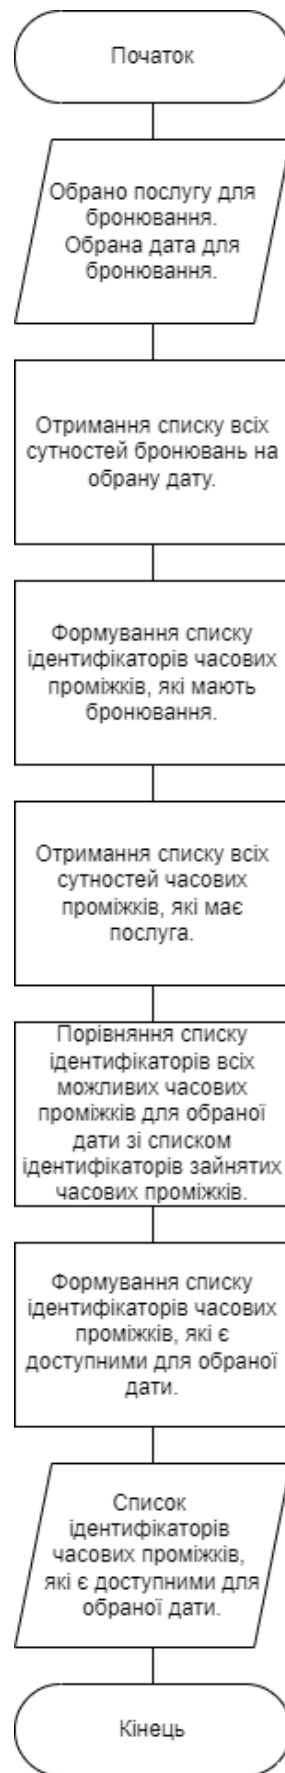 Початок
Обрано послугу для
бронювання.
Обрана дата для
бронювання.
Отримання списку всіх
сутностей бронювань на
обрану дату.
Формування списку
ідентифікаторів часових
проміжків, які мають
бронювання.
Отримання списку всіх
сутностей часових
проміжків, які має
послуга.
Порівняння списку
ідентифікаторів всіх
можливих часових
проміжків для обраної
дати зі списком
ідентифікаторів зайнятих
часових проміжків.
Формування списку
ідентифікаторів часових
проміжків, які є
доступними для обраної
дати.
Список
ідентифікаторів
часових проміжків,
які є доступними для
обраної дати.
Кінець